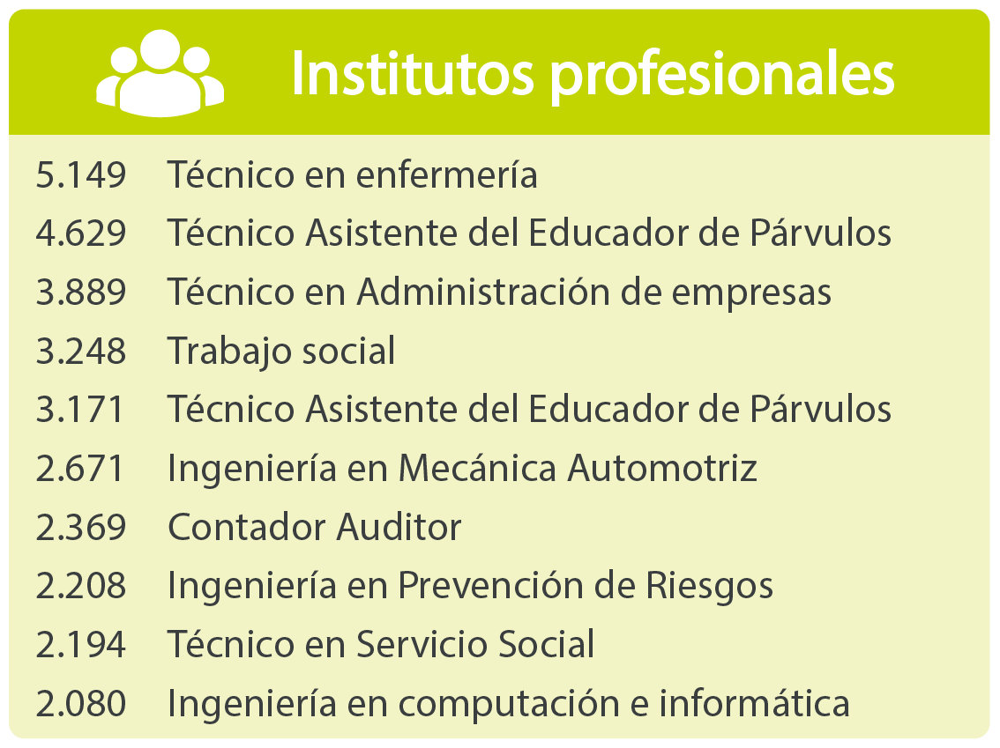 Institutos profesionales
5.149 Técnico en enfermería
4.629 Técnico Asistente del Educador de Párvulos
3.889 Técnico en Administración de empresas
3.248 Trabajo social
3.171 Técnico Asistente del Educador de Párvulos
2.671 Ingeniería en Mecánica Automotriz
2.369 Contador Auditor
2.208 Ingeniería en Prevención de Riesgos
2.194 Técnico en Servicio Social
2.080 Ingeniería en computación e informática